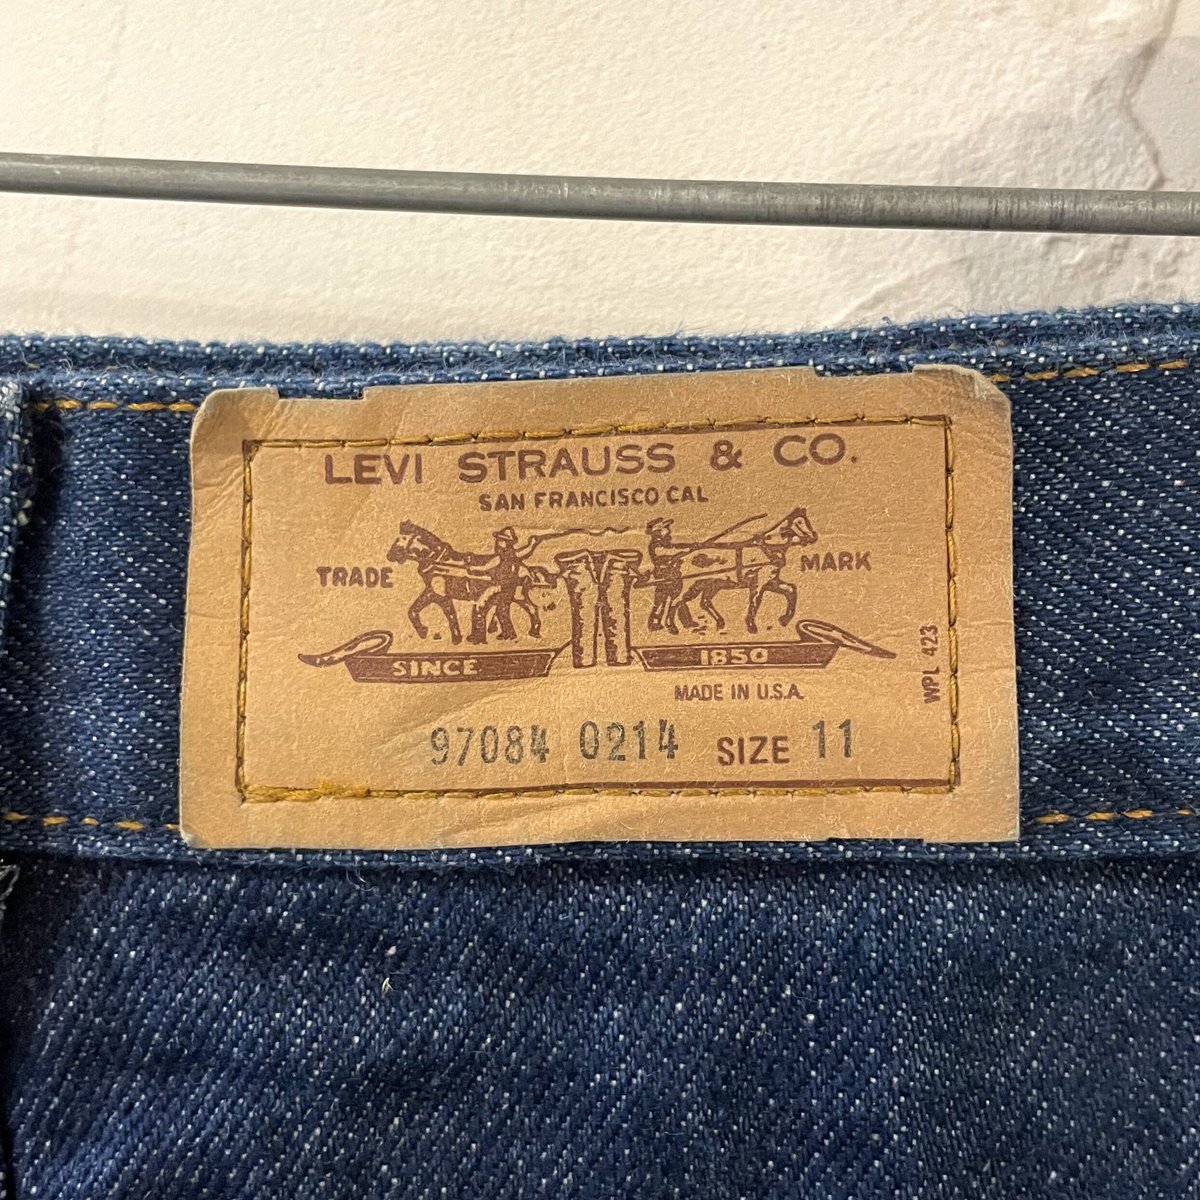 LEVI STRAUSS & CO.
SAN FRANCISCO CAL
TRADE MARK
SINCE 1850
MADE IN U.S.A.
WPL 423
97084 0214 SIZE 11